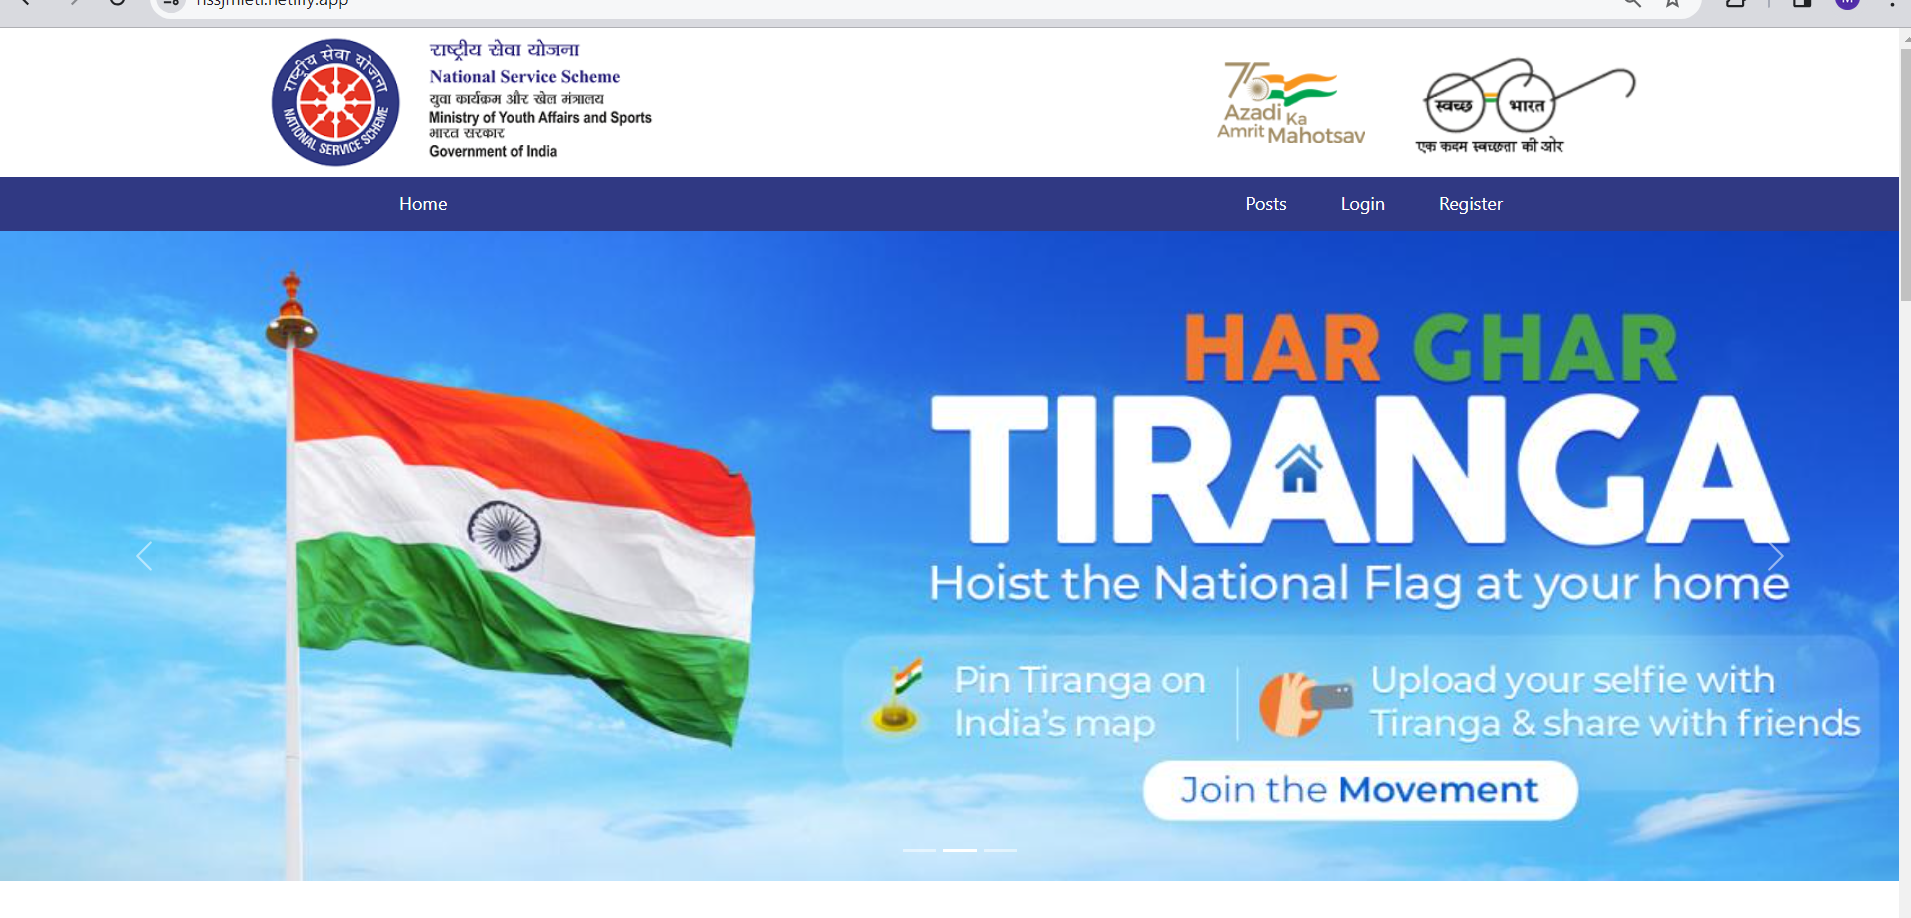 राष्ट्रीय सेवा योजना
NATIONAL SERVICE SCHEME
राष्ट्रीय सेवा योजना
National Service Scheme
युवा कार्यक्रम और खेल मंत्रालय
Ministry of Youth Affairs and Sports
भारत सरकार
Government of India
75
Azadi Ka
Amrit Mahotsav
स्वच्छ भारत
एक कदम स्वच्छता की ओर
Home Posts Login Register
HAR GHAR
TIRANGA
Hoist the National Flag at your home
Pin Tiranga on
India's map
Upload your selfie with
Tiranga & share with friends
Join the Movement